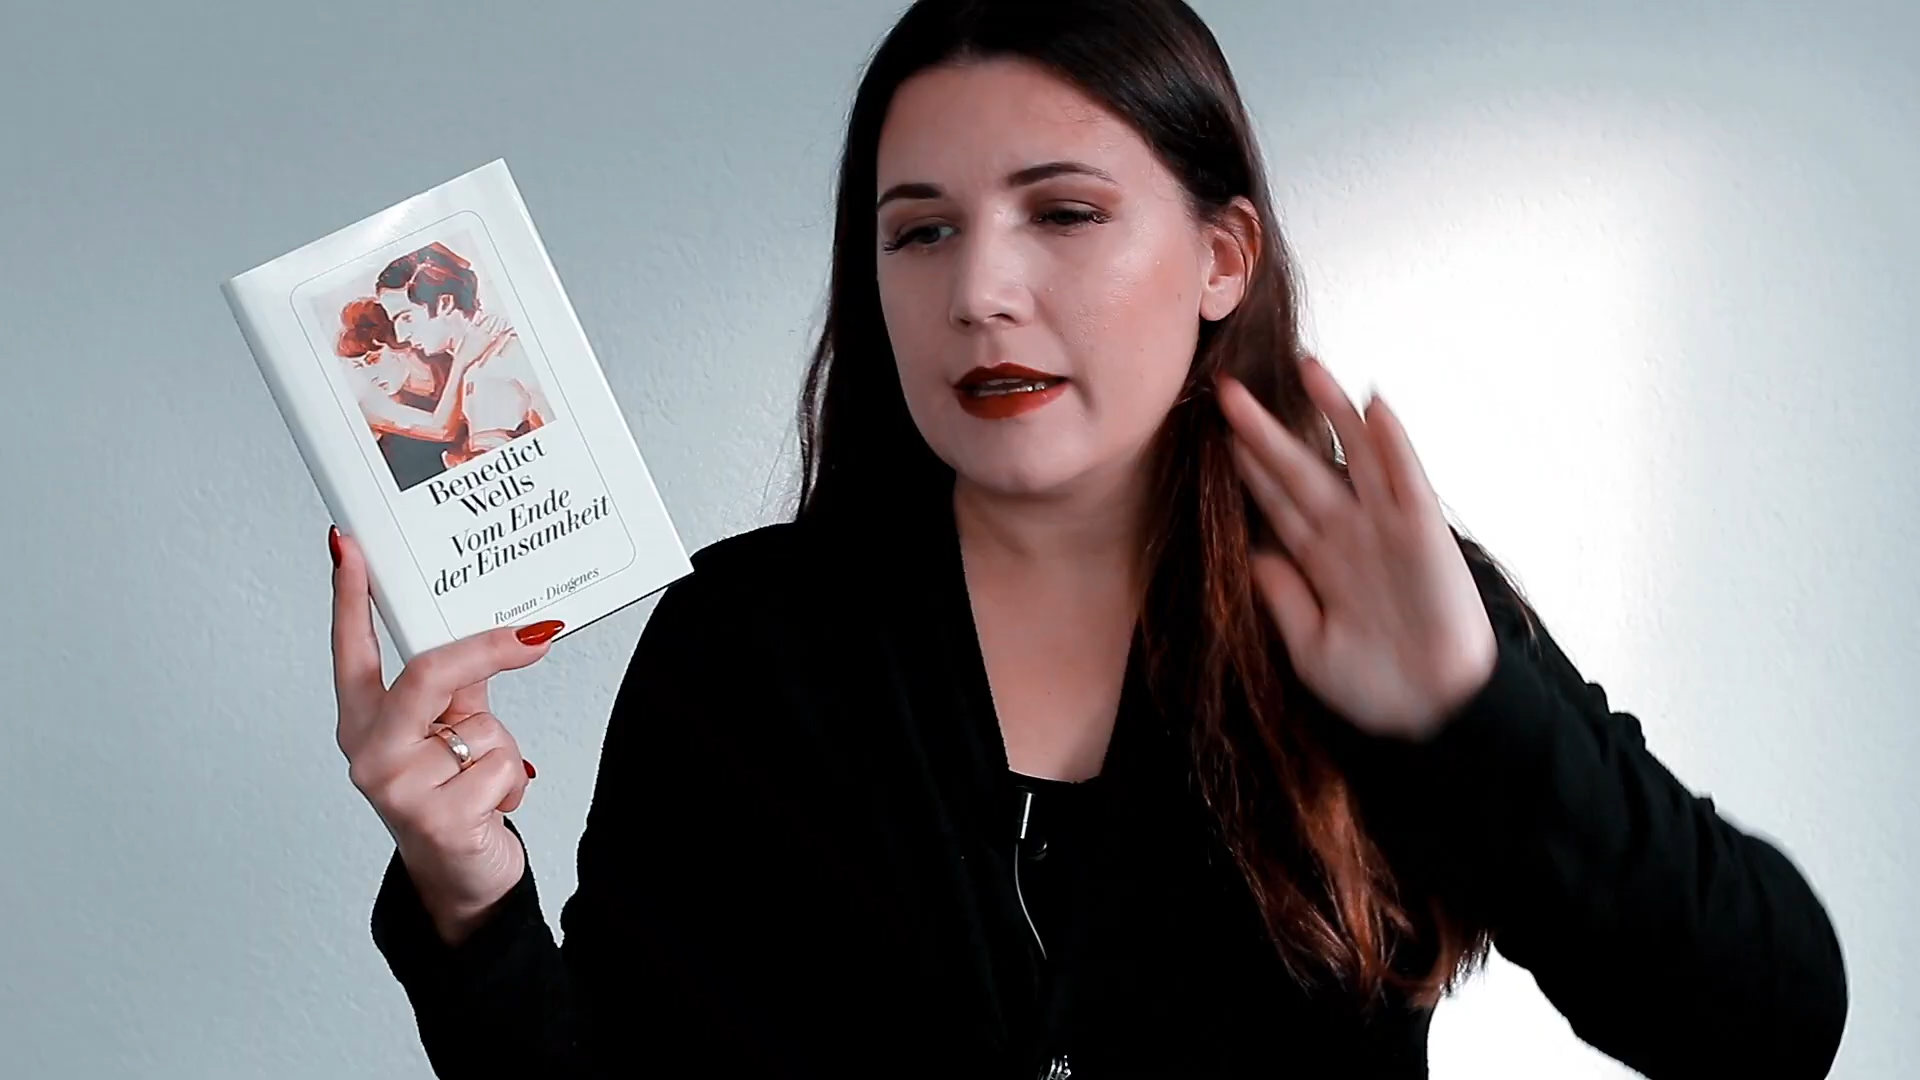 Benedict
Wells
Vom Ende
der Einsamkeit
Roman · Diogenes